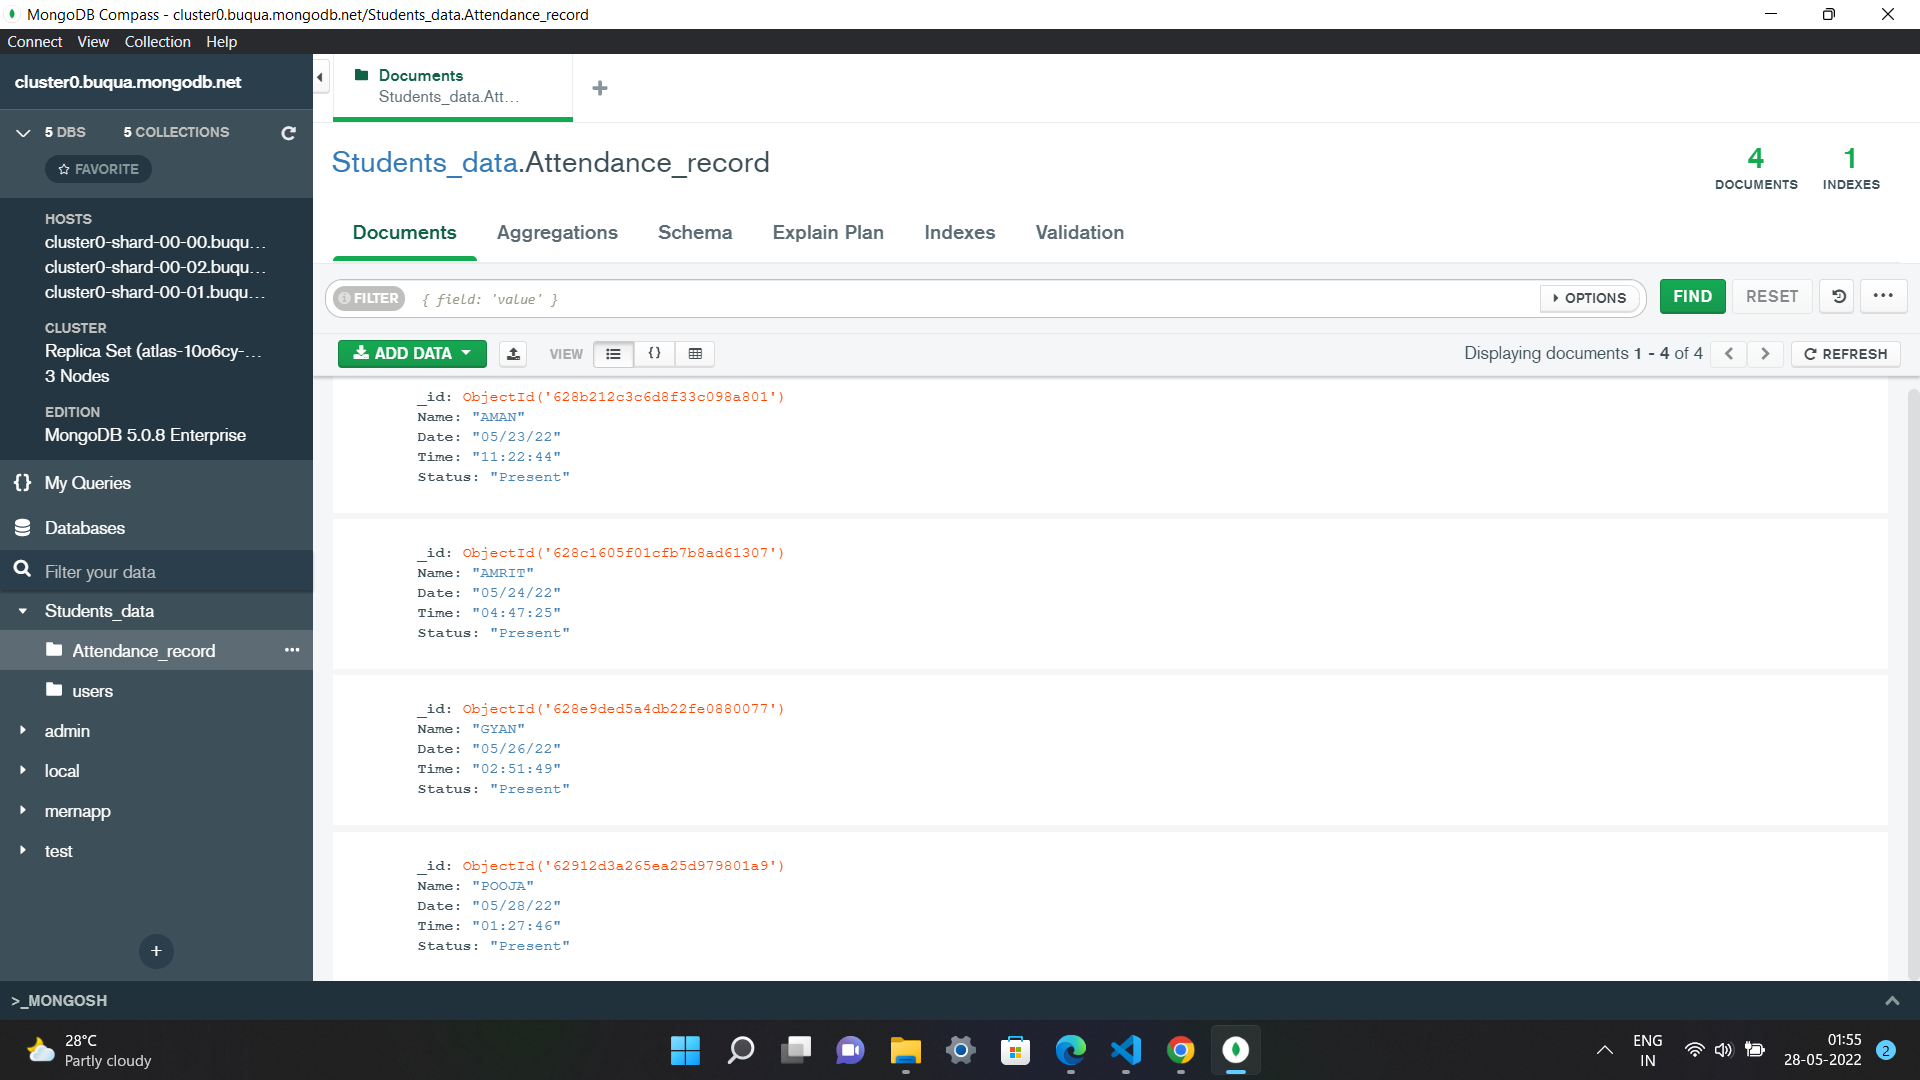 MongoDB Compass - cluster0.buqua.mongodb.net/Students_data.Attendance_record
Connect View Collection Help
cluster0.buqua.mongodb.net
5 DBS 5 COLLECTIONS
FAVORITE
HOSTS
cluster0-shard-00-00.buqu...
cluster0-shard-00-02.buqu...
cluster0-shard-00-01.buqu...
CLUSTER
Replica Set (atlas-10o6cy-...
3 Nodes
EDITION
MongoDB 5.0.8 Enterprise
{} My Queries
Databases
Filter your data
Students_data
Attendance_record ...
users
admin
local
mernapp
test
+
Documents
Students_data.Att...
+
Students_data.Attendance_record
4 DOCUMENTS
1 INDEXES
Documents Aggregations Schema Explain Plan Indexes Validation
FILTER { field: 'value' } OPTIONS FIND RESET ...
ADD DATA VIEW {} Displaying documents 1 - 4 of 4 < > REFRESH
_id: ObjectId('628b212c3c6d8f33c098a801')
Name: "AMAN"
Date: "05/23/22"
Time: "11:22:44"
Status: "Present"
_id: ObjectId('628c1605f01cfb7b8ad61307')
Name: "AMRIT"
Date: "05/24/22"
Time: "04:47:25"
Status: "Present"
_id: ObjectId('628e9ded5a4db22fe0880077')
Name: "GYAN"
Date: "05/26/22"
Time: "02:51:49"
Status: "Present"
_id: ObjectId('62912d3a265ea25d979801a9')
Name: "POOJA"
Date: "05/28/22"
Time: "01:27:46"
Status: "Present"
>_MONGOSH
28°C
Partly cloudy
ENG
IN
01:55
28-05-2022
2